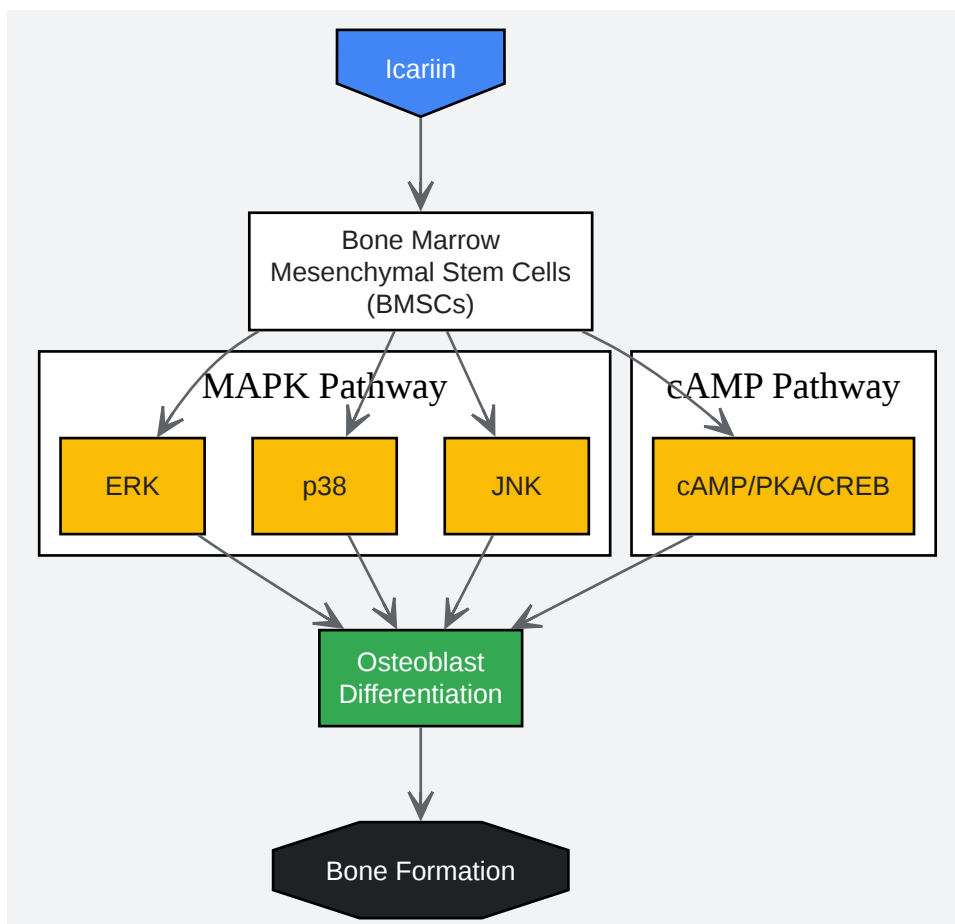 Icariin
Bone Marrow
Mesenchymal Stem Cells
(BMSCs)
MAPK Pathway
cAMP Pathway
ERK
p38
JNK
cAMP/PKA/CREB
Osteoblast
Differentiation
Bone Formation